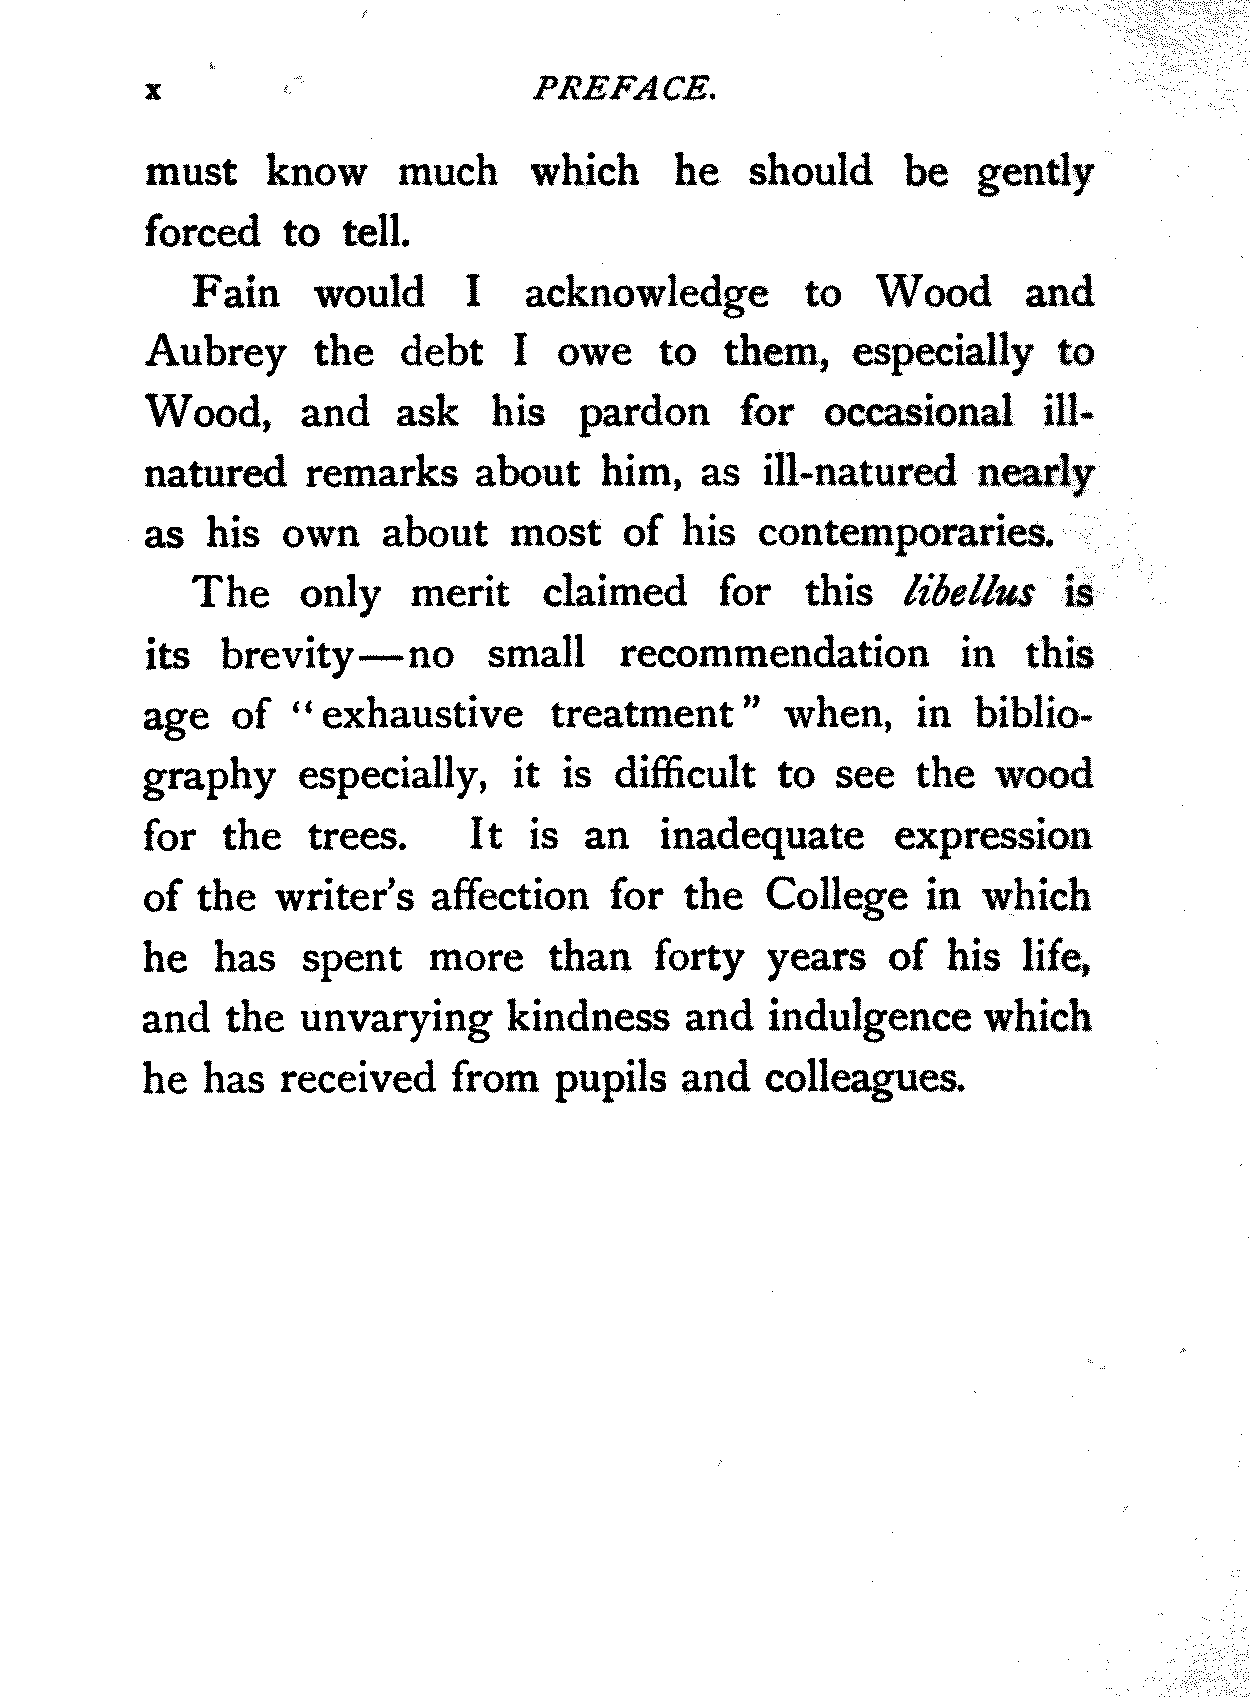 x PREFACE.
must know much which he should be gently
forced to tell.
Fain would I acknowledge to Wood and
Aubrey the debt I owe to them, especially to
Wood, and ask his pardon for occasional ill-
natured remarks about him, as ill-natured nearly
as his own about most of his contemporaries.
The only merit claimed for this libellus is
its brevity—no small recommendation in this
age of “exhaustive treatment” when, in biblio-
graphy especially, it is difficult to see the wood
for the trees. It is an inadequate expression
of the writer's affection for the College in which
he has spent more than forty years of his life,
and the unvarying kindness and indulgence which
he has received from pupils and colleagues.